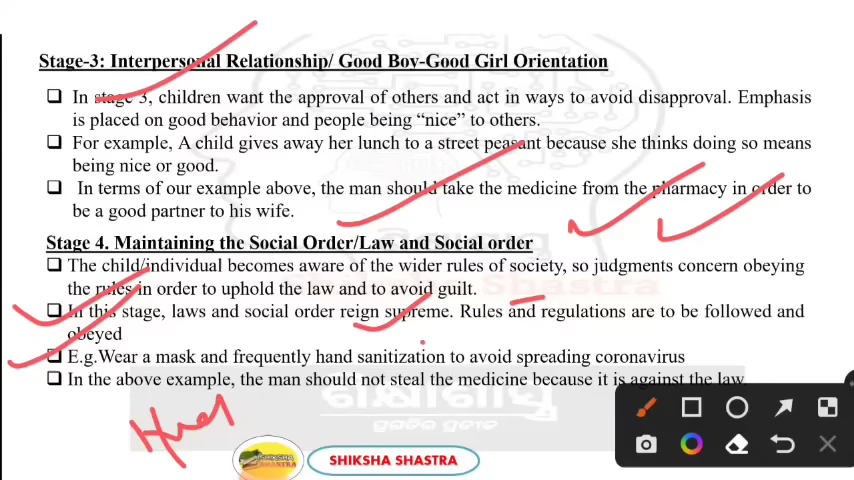 Stage-3: Interpersonal Relationship/ Good Boy-Good Girl Orientation
In stage 3, children want the approval of others and act in ways to avoid disapproval. Emphasis
is placed on good behavior and people being “nice” to others.
For example, A child gives away her lunch to a street peasant because she thinks doing so means
being nice or good.
In terms of our example above, the man should take the medicine from the pharmacy in order to
be a good partner to his wife.
Stage 4. Maintaining the Social Order/Law and Social order
The child/individual becomes aware of the wider rules of society, so judgments concern obeying
the rules in order to uphold the law and to avoid guilt.
In this stage, laws and social order reign supreme. Rules and regulations are to be followed and
obeyed
E.g.Wear a mask and frequently hand sanitization to avoid spreading coronavirus
In the above example, the man should not steal the medicine because it is against the law.
SHIKSHA SHASTRA